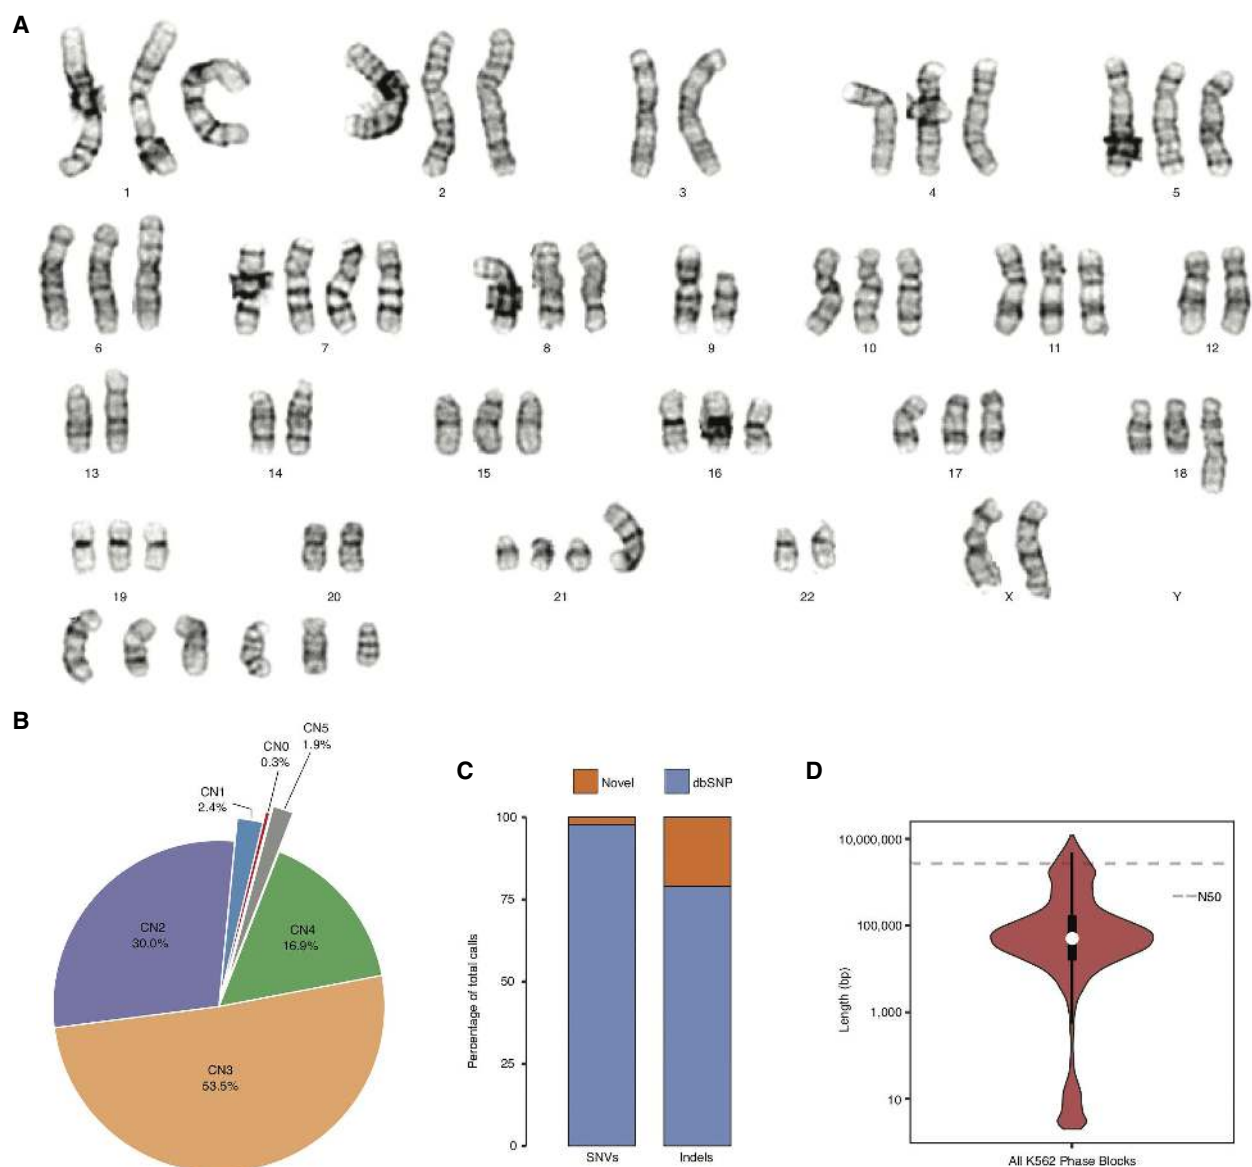 A
1 2 3 4 5
6 7 8 9 10 11 12
13 14 15 16 17 18
19 20 21 22 X Y
B
CN5
1.9%
CN0
0.3%
CN1
2.4%
CN2
30.0%
CN4
16.9%
CN3
53.5%
C
Novel dbSNP
Percentage of total calls
100
75
50
25
0
SNVs Indels
D
Length (bp)
10,000,000
100,000
1,000
10
N50
All K562 Phase Blocks